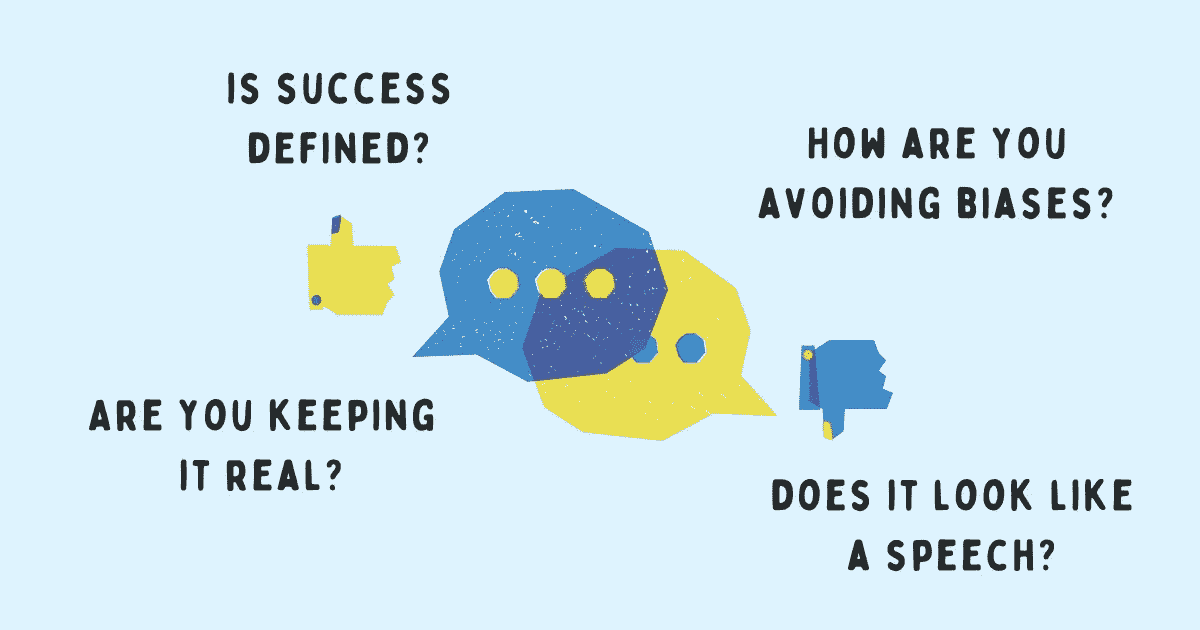 IS SUCCESS
DEFINED?
HOW ARE YOU
AVOIDING BIASES?
ARE YOU KEEPING
IT REAL?
DOES IT LOOK LIKE
A SPEECH?